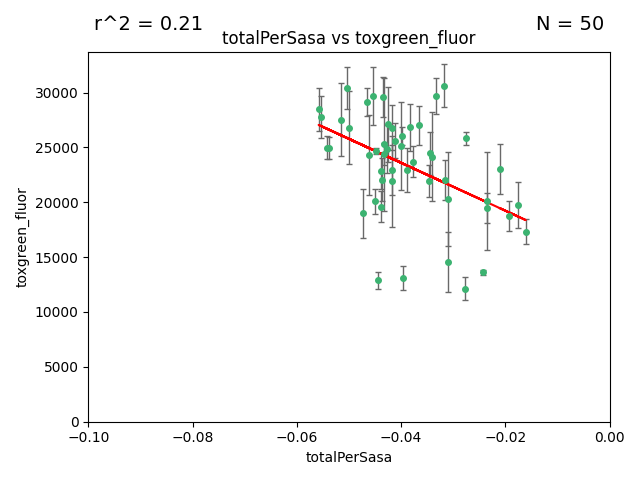 r^2 = 0.21
N = 50
totalPerSasa vs toxgreen_fluor
30000
25000
20000
15000
10000
5000
0
toxgreen_fluor
−0.10
−0.08
−0.06
−0.04
−0.02
0.00
totalPerSasa